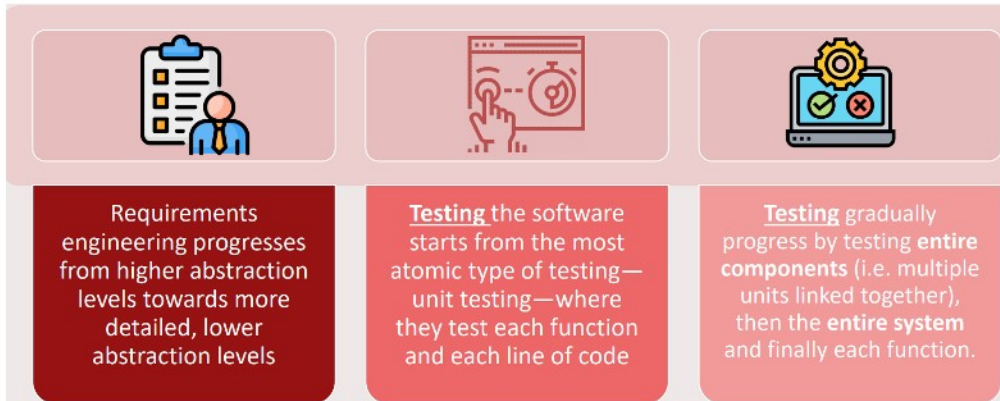 Requirements
engineering progresses
from higher abstraction
levels towards more
detailed, lower
abstraction levels
Testing the software
starts from the most
atomic type of testing—
unit testing—where
they test each function
and each line of code
Testing gradually
progress by testing entire
components (i.e. multiple
units linked together),
then the entire system
and finally each function.